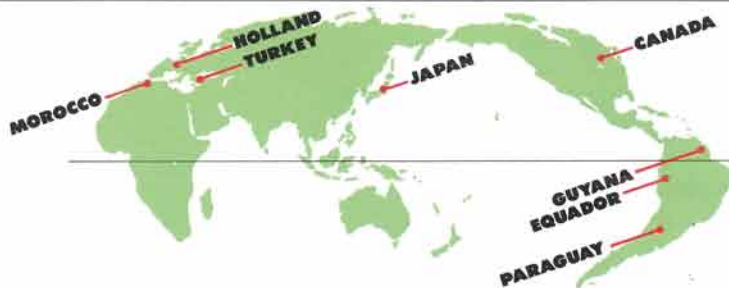 HOLLAND
TURKEY
MOROCCO
JAPAN
CANADA
GUYANA
EQUADOR
PARAGUAY